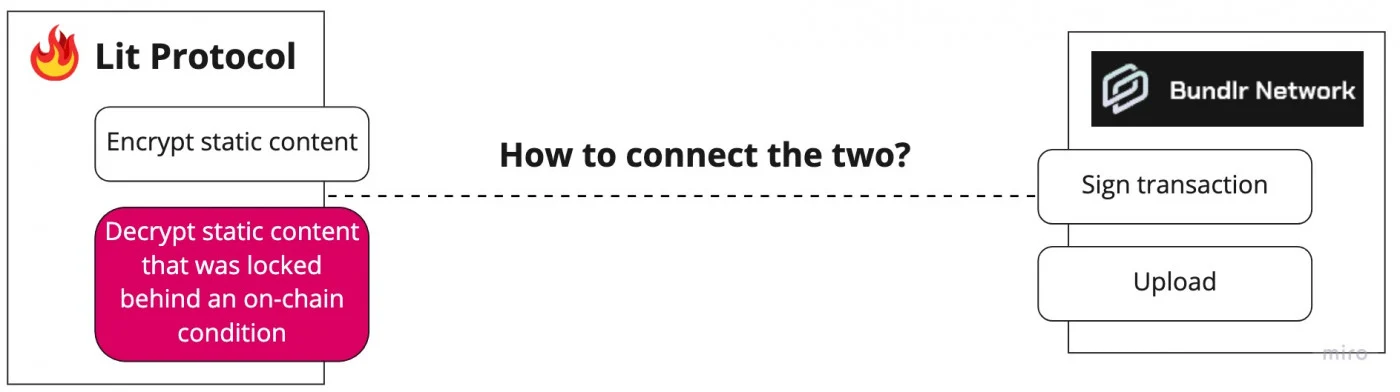 Lit Protocol
Encrypt static content
Decrypt static content
that was locked
behind an on-chain
condition
How to connect the two?
Bundlr Network
Sign transaction
Upload
miro